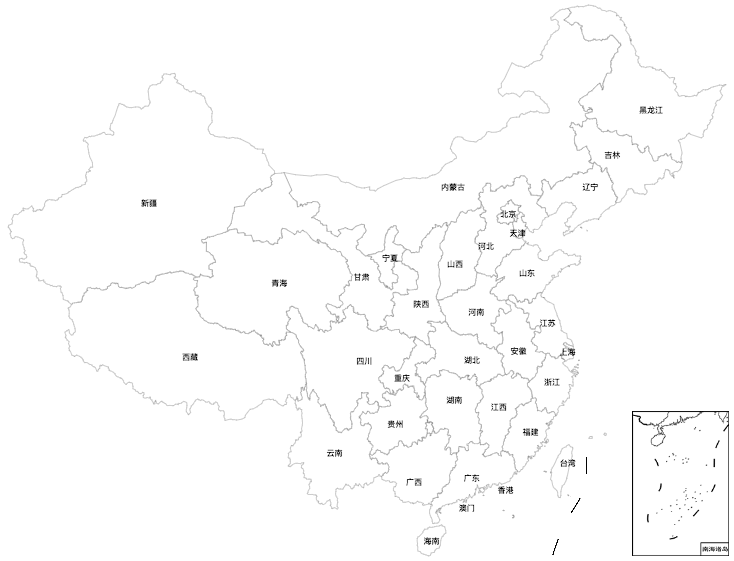 黑龙江
吉林
辽宁
内蒙古
新疆
北京
天津
河北
宁夏
山西
山东
甘肃
青海
陕西
河南
江苏
安徽
上海
西藏
四川
湖北
重庆
浙江
湖南
江西
贵州
福建
云南
台湾
广西
广东
香港
澳门
海南
南海诸岛